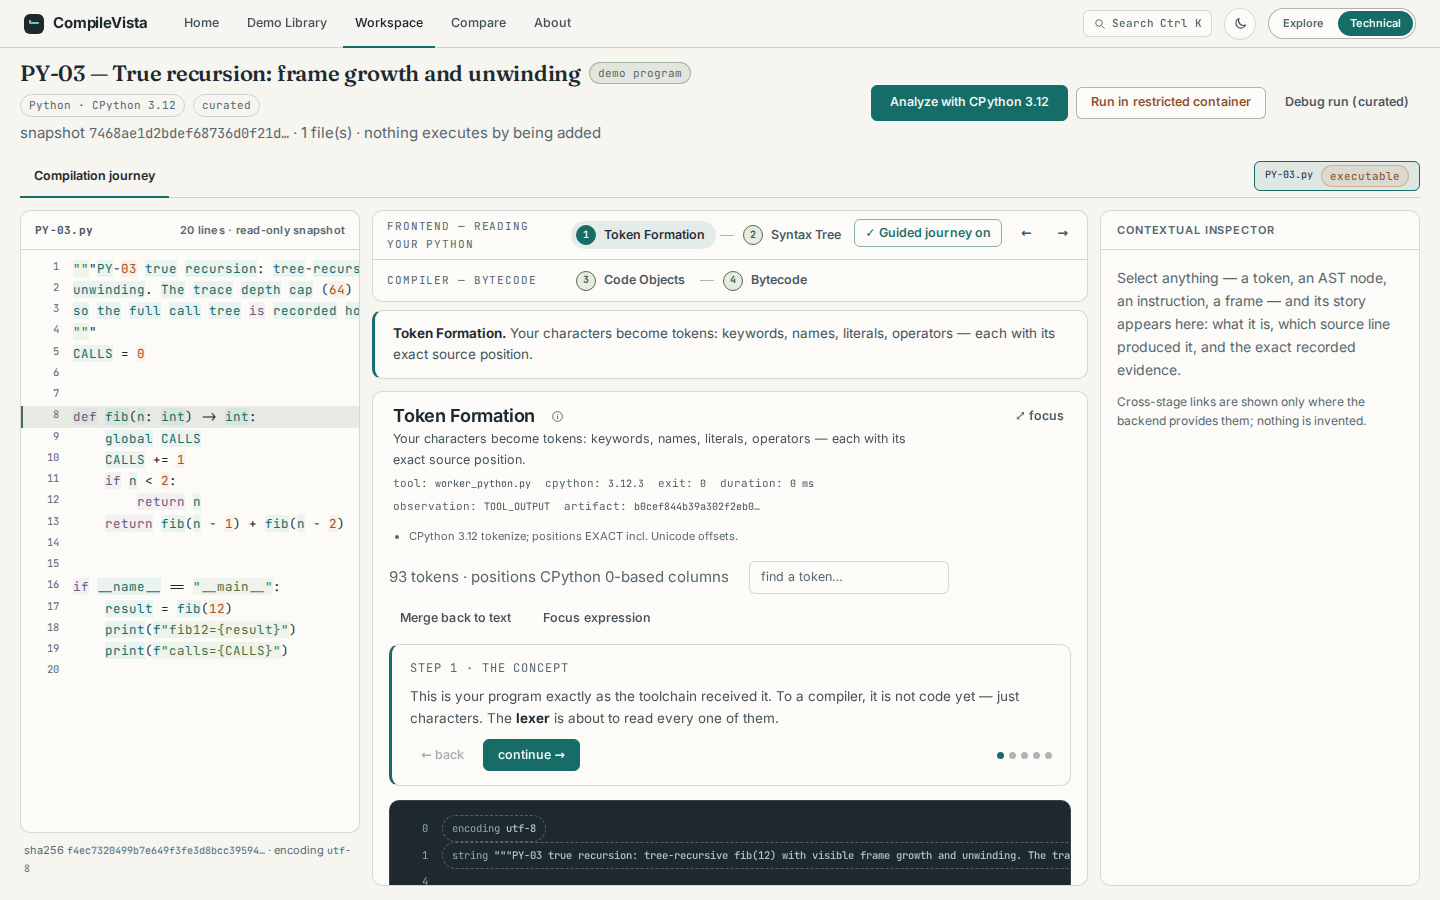 CompileVista
Home
Demo Library
Workspace
Compare
About
Search Ctrl K
Explore
Technical
PY-03 — True recursion: frame growth and unwinding
demo program
Python · CPython 3.12
curated
snapshot 7468ae1d2bdef68736d0f21d… · 1 file(s) · nothing executes by being added
Analyze with CPython 3.12
Run in restricted container
Debug run (curated)
Compilation journey
PY-03.py executable
PY-03.py
20 lines · read-only snapshot
1 """PY-03 true recursion: tree-recurs
2 unwinding. The trace depth cap (64)
3 so the full call tree is recorded ho
4 """
5 CALLS = 0
6
7
8 def fib(n: int) -> int:
9 global CALLS
10 CALLS += 1
11 if n < 2:
12 return n
13 return fib(n - 1) + fib(n - 2)
14
15
16 if __name__ == "__main__":
17 result = fib(12)
18 print(f"fib12={result}")
19 print(f"calls={CALLS}")
20
sha256 f4ec7320499b7e649f3fe3d8bcc39594… · encoding utf-
8
FRONTEND — READING
YOUR PYTHON
1 Token Formation — 2 Syntax Tree
✓ Guided journey on
← →
COMPILER — BYTECODE
3 Code Objects — 4 Bytecode
Token Formation. Your characters become tokens: keywords, names, literals, operators — each with its
exact source position.
Token Formation
⤢ focus
Your characters become tokens: keywords, names, literals, operators — each with its
exact source position.
tool: worker_python.py cpython: 3.12.3 exit: 0 duration: 0 ms
observation: TOOL_OUTPUT artifact: b0cef844b39a302f2eb0…
• CPython 3.12 tokenize; positions EXACT incl. Unicode offsets.
93 tokens · positions CPython 0-based columns
find a token…
Merge back to text
Focus expression
STEP 1 · THE CONCEPT
This is your program exactly as the toolchain received it. To a compiler, it is not code yet — just
characters. The lexer is about to read every one of them.
← back
continue →
0 encoding utf-8
1 string """PY-03 true recursion: tree-recursive fib(12) with visible frame growth and unwinding. The tra
4
CONTEXTUAL INSPECTOR
Select anything — a token, an AST node,
an instruction, a frame — and its story
appears here: what it is, which source line
produced it, and the exact recorded
evidence.
Cross-stage links are shown only where the
backend provides them; nothing is invented.